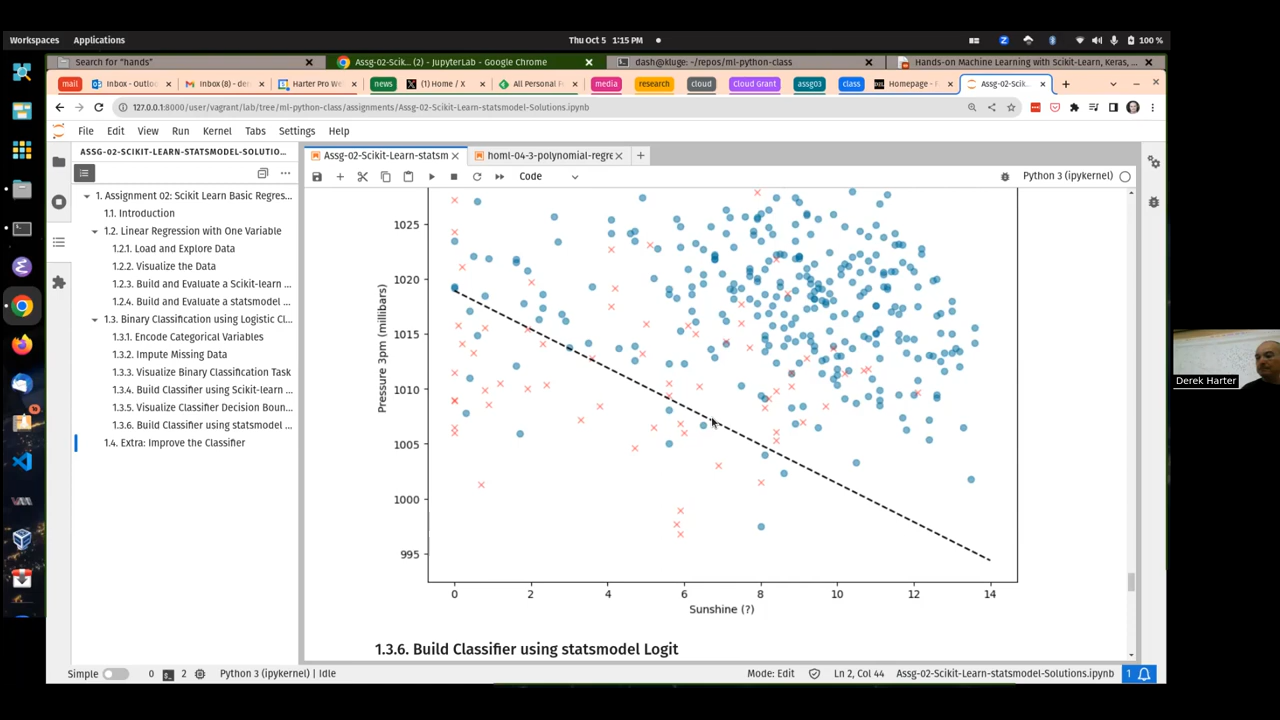 Workspaces Applications Thu Oct 5 1:15 PM 100 %
Search for "hands" Assg-02-Scik... (2) - JupyterLab - Google Chrome dash@kluge: ~/repos/ml-python-class Hands-on Machine Learning with Scikit-Learn, Keras, ...
mail Inbox - Outloo Inbox (8) - der Harter Pro We news (1) Home / X All Personal F media research cloud Cloud Grant assg03 class Homepage - Assg-02-Scik
127.0.0.1:8000/user/vagrant/lab/tree/ml-python-class/assignments/Assg-02-Scikit-Learn-statsmodel-Solutions.ipynb
File Edit View Run Kernel Tabs Settings Help
ASSG-02-SCIKIT-LEARN-STATSMODEL-SOLUTIO...
Assg-02-Scikit-Learn-statsm homl-04-3-polynomial-regre
Code Python 3 (ipykernel)
1. Assignment 02: Scikit Learn Basic Regres...
1.1. Introduction
1.2. Linear Regression with One Variable
1.2.1. Load and Explore Data
1.2.2. Visualize the Data
1.2.3. Build and Evaluate a Scikit-learn ...
1.2.4. Build and Evaluate a statsmodel ...
1.3. Binary Classification using Logistic Cl...
1.3.1. Encode Categorical Variables
1.3.2. Impute Missing Data
1.3.3. Visualize Binary Classification Task
1.3.4. Build Classifier using Scikit-learn ...
1.3.5. Visualize Classifier Decision Boun...
1.3.6. Build Classifier using statsmodel ...
1.4. Extra: Improve the Classifier
Pressure 3pm (millibars)
1025
1020
1015
1010
1005
1000
995
0 2 4 6 8 10 12 14
Sunshine (?)
1.3.6. Build Classifier using statsmodel Logit
Derek Harter
Simple 0 2 Python 3 (ipykernel) | Idle Mode: Edit Ln 2, Col 44 Assg-02-Scikit-Learn-statsmodel-Solutions.ipynb 1